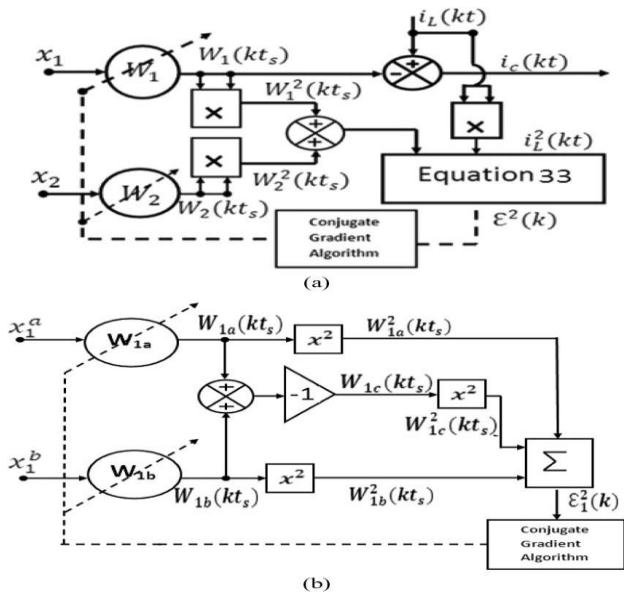 i_L(kt)
x_1
W_1
W_1(kt_s)
-
+
i_c(kt)
W_1^2(kt_s)
×
+
+
×
i_L^2(kt)
×
Equation 33
x_2
W_2
W_2(kt_s)
W_2^2(kt_s)
Ɛ^2(k)
Conjugate
Gradient
Algorithm
(a)
x_1^a
W_1a
W_1a(kt_s)
x^2
W_1a^2(kt_s)
+
+
-1
W_1c(kt_s)
x^2
W_1c^2(kt_s)
x_1^b
W_1b
W_1b(kt_s)
x^2
W_1b^2(kt_s)
Σ
Ɛ_1^2(k)
Conjugate
Gradient
Algorithm
(b)